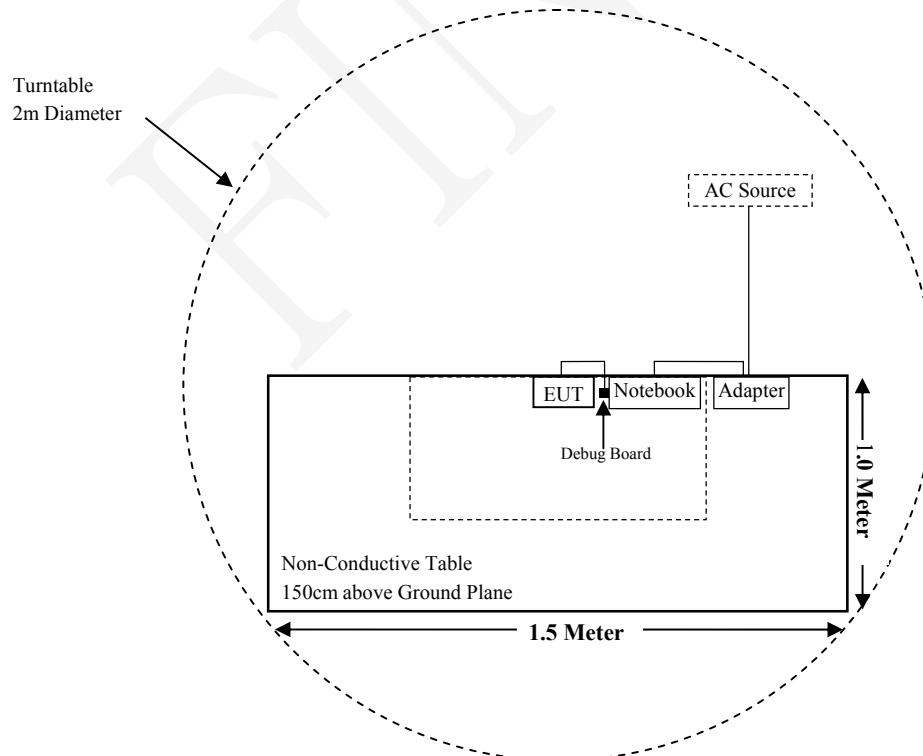 Turntable
2m Diameter
AC Source
EUT
Notebook
Adapter
Debug Board
1.0 Meter
Non-Conductive Table
150cm above Ground Plane
1.5 Meter